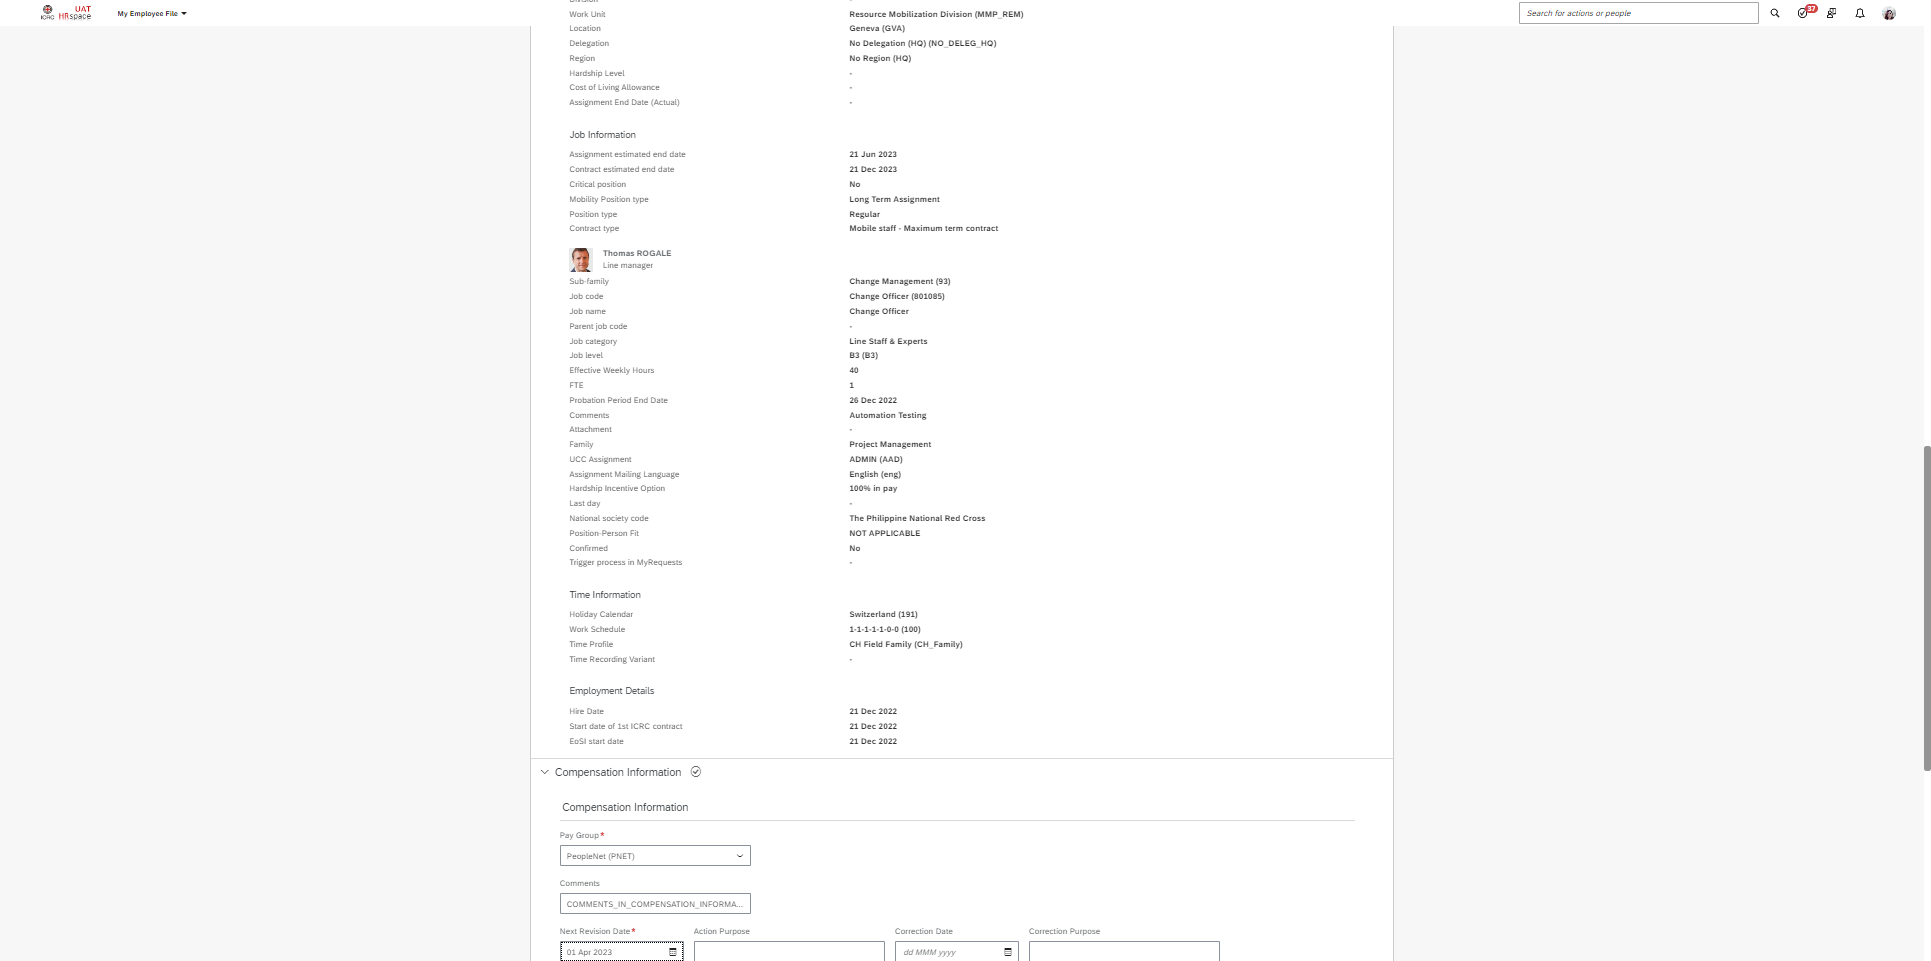 ICRC
UAT
HRspace
My Employee File
Search for actions or people
37
Work Unit Resource Mobilization Division (MMP_REM)
Location Geneva (GVA)
Delegation No Delegation (HQ) (NO_DELEG_HQ)
Region No Region (HQ)
Hardship Level -
Cost of Living Allowance -
Assignment End Date (Actual) -
Job Information
Assignment estimated end date 21 Jun 2023
Contract estimated end date 21 Dec 2023
Critical position No
Mobility Position type Long Term Assignment
Position type Regular
Contract type Mobile staff - Maximum term contract
Thomas ROGALE
Line manager
Sub-family Change Management (93)
Job code Change Officer (801085)
Job name Change Officer
Parent job code -
Job category Line Staff & Experts
Job level B3 (B3)
Effective Weekly Hours 40
FTE 1
Probation Period End Date 26 Dec 2022
Comments Automation Testing
Attachment -
Family Project Management
UCC Assignment ADMIN (AAD)
Assignment Mailing Language English (eng)
Hardship Incentive Option 100% in pay
Last day -
National society code The Philippine National Red Cross
Position-Person Fit NOT APPLICABLE
Confirmed No
Trigger process in MyRequests -
Time Information
Holiday Calendar Switzerland (191)
Work Schedule 1-1-1-1-1-0-0 (100)
Time Profile CH Field Family (CH_Family)
Time Recording Variant -
Employment Details
Hire Date 21 Dec 2022
Start date of 1st ICRC contract 21 Dec 2022
EoSI start date 21 Dec 2022
Compensation Information
Compensation Information
Pay Group*
PeopleNet (PNET)
Comments
COMMENTS_IN_COMPENSATION_INFORMA...
Next Revision Date* Action Purpose Correction Date Correction Purpose
01 Apr 2023 dd MMM yyyy